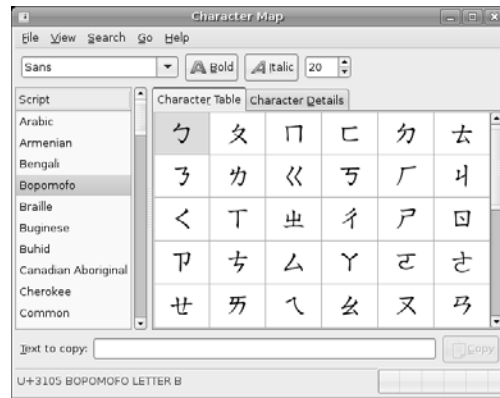 Character Map
File View Search Go Help
Sans Bold Italic 20
Script
Character Table Character Details
Arabic
Armenian
Bengali
Bopomofo
Braille
Buginese
Buhid
Canadian Aboriginal
Cherokee
Common
ㄅ ㄆ ㄇ ㄈ ㄉ ㄊ
ㄋ ㄌ ㄍ ㄎ ㄏ ㄐ
ㄑ ㄒ ㄓ ㄔ ㄕ ㄖ
ㄗ ㄘ ㄙ ㄚ ㄛ ㄜ
ㄝ ㄞ ㄟ ㄠ ㄡ ㄢ
Text to copy: Copy
U+3105 BOPOMOFO LETTER B